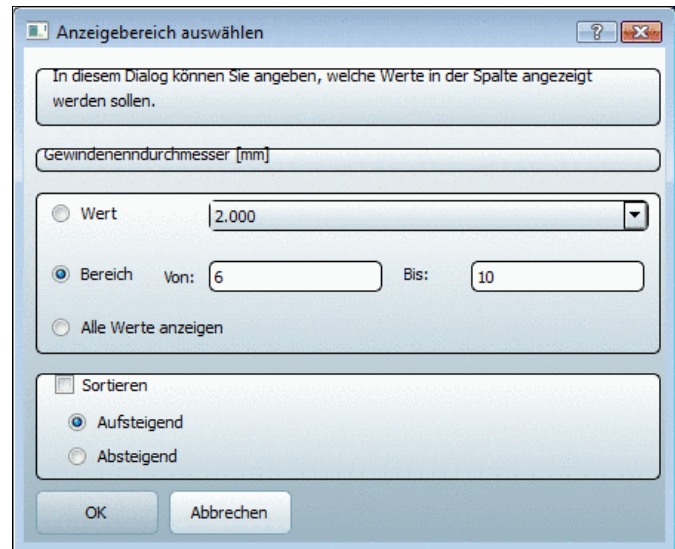 Anzeigebereich auswählen
In diesem Dialog können Sie angeben, welche Werte in der Spalte angezeigt
werden sollen.
Gewindenenndurchmesser [mm]
Wert 2.000
Bereich Von: 6 Bis: 10
Alle Werte anzeigen
Sortieren
Aufsteigend
Absteigend
OK Abbrechen